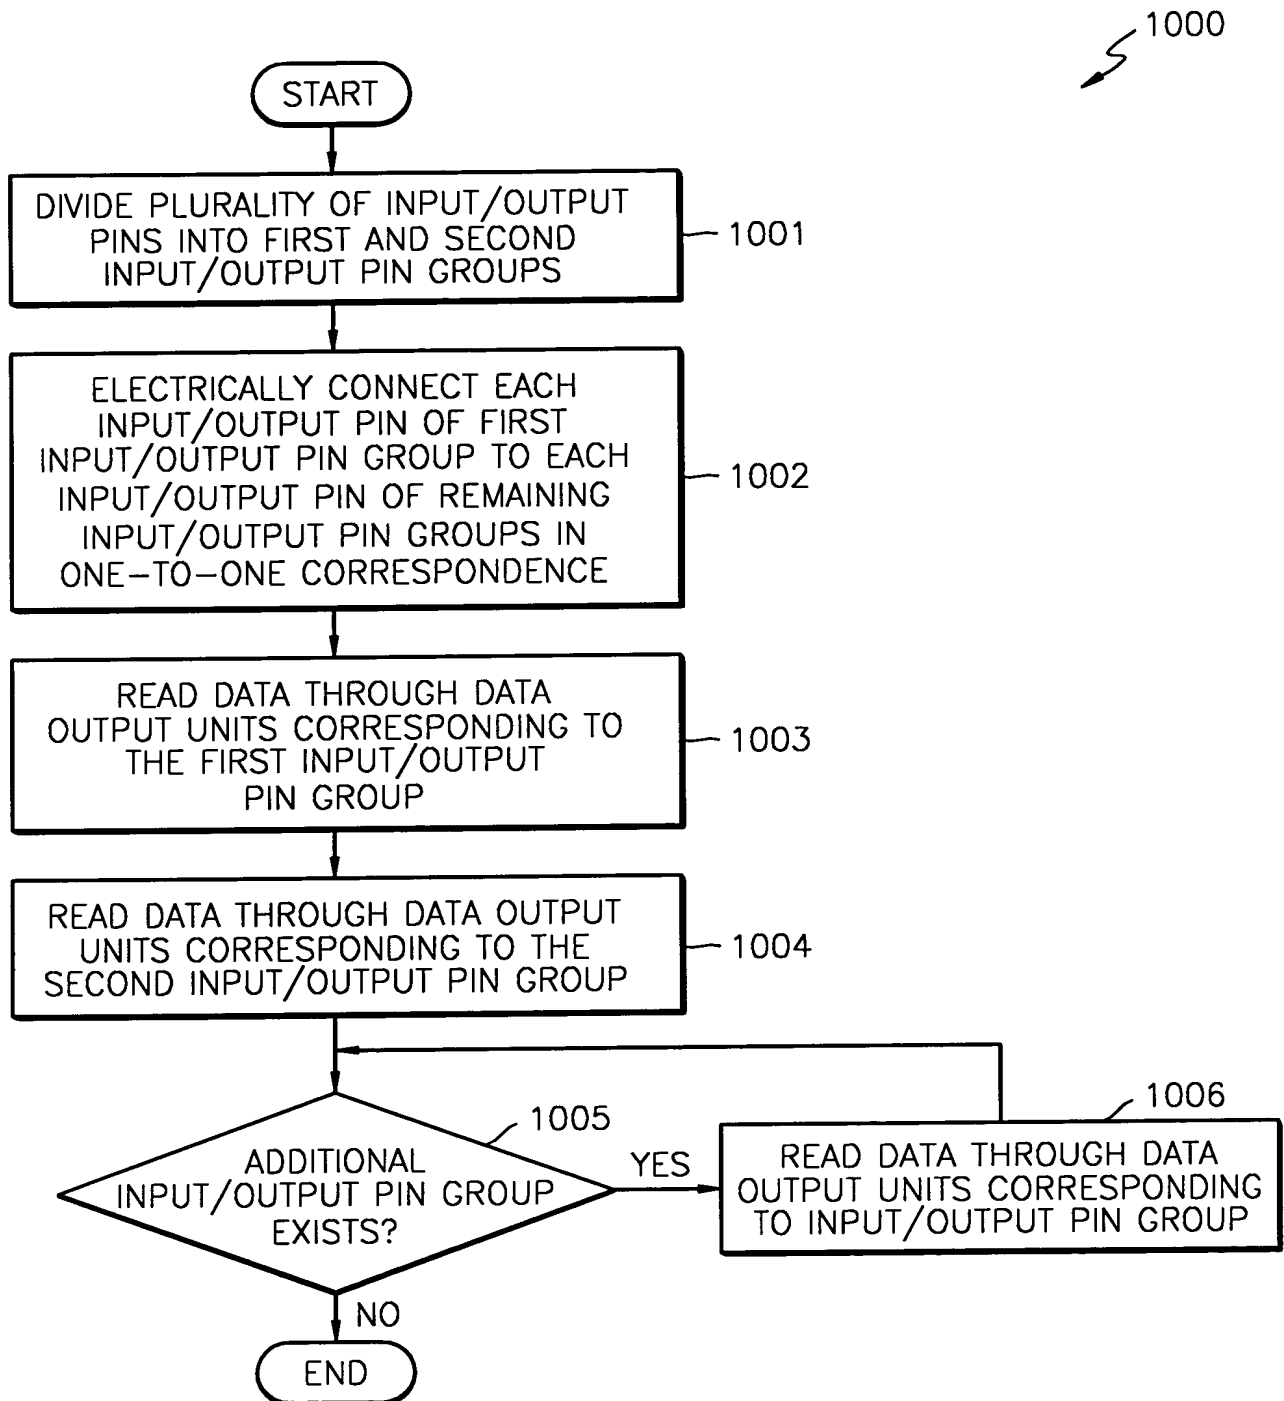 1000
START
DIVIDE PLURALITY OF INPUT/OUTPUT
PINS INTO FIRST AND SECOND
INPUT/OUTPUT PIN GROUPS
1001
ELECTRICALLY CONNECT EACH
INPUT/OUTPUT PIN OF FIRST
INPUT/OUTPUT PIN GROUP TO EACH
INPUT/OUTPUT PIN OF REMAINING
INPUT/OUTPUT PIN GROUPS IN
ONE-TO-ONE CORRESPONDENCE
1002
READ DATA THROUGH DATA
OUTPUT UNITS CORRESPONDING TO
THE FIRST INPUT/OUTPUT
PIN GROUP
1003
READ DATA THROUGH DATA OUTPUT
UNITS CORRESPONDING TO THE
SECOND INPUT/OUTPUT PIN GROUP
1004
1005
ADDITIONAL
INPUT/OUTPUT PIN GROUP
EXISTS?
YES
1006
READ DATA THROUGH DATA
OUTPUT UNITS CORRESPONDING
TO INPUT/OUTPUT PIN GROUP
NO
END